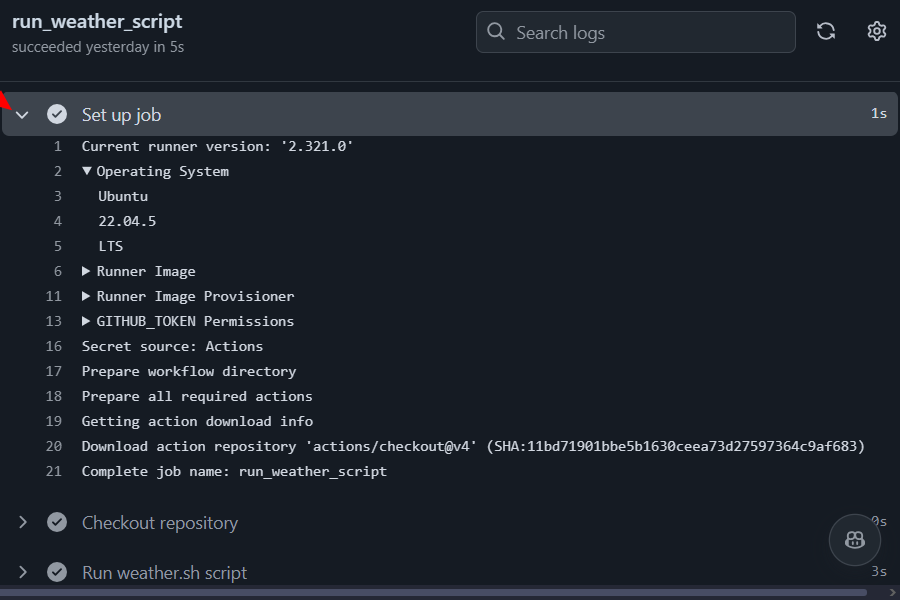 run_weather_script
succeeded yesterday in 5s
Search logs
Set up job 1s
1 Current runner version: '2.321.0'
2 ▼ Operating System
3 Ubuntu
4 22.04.5
5 LTS
6 ▶ Runner Image
11 ▶ Runner Image Provisioner
13 ▶ GITHUB_TOKEN Permissions
16 Secret source: Actions
17 Prepare workflow directory
18 Prepare all required actions
19 Getting action download info
20 Download action repository 'actions/checkout@v4' (SHA:11bd71901bbe5b1630ceea73d27597364c9af683)
21 Complete job name: run_weather_script
Checkout repository 0s
Run weather.sh script 3s